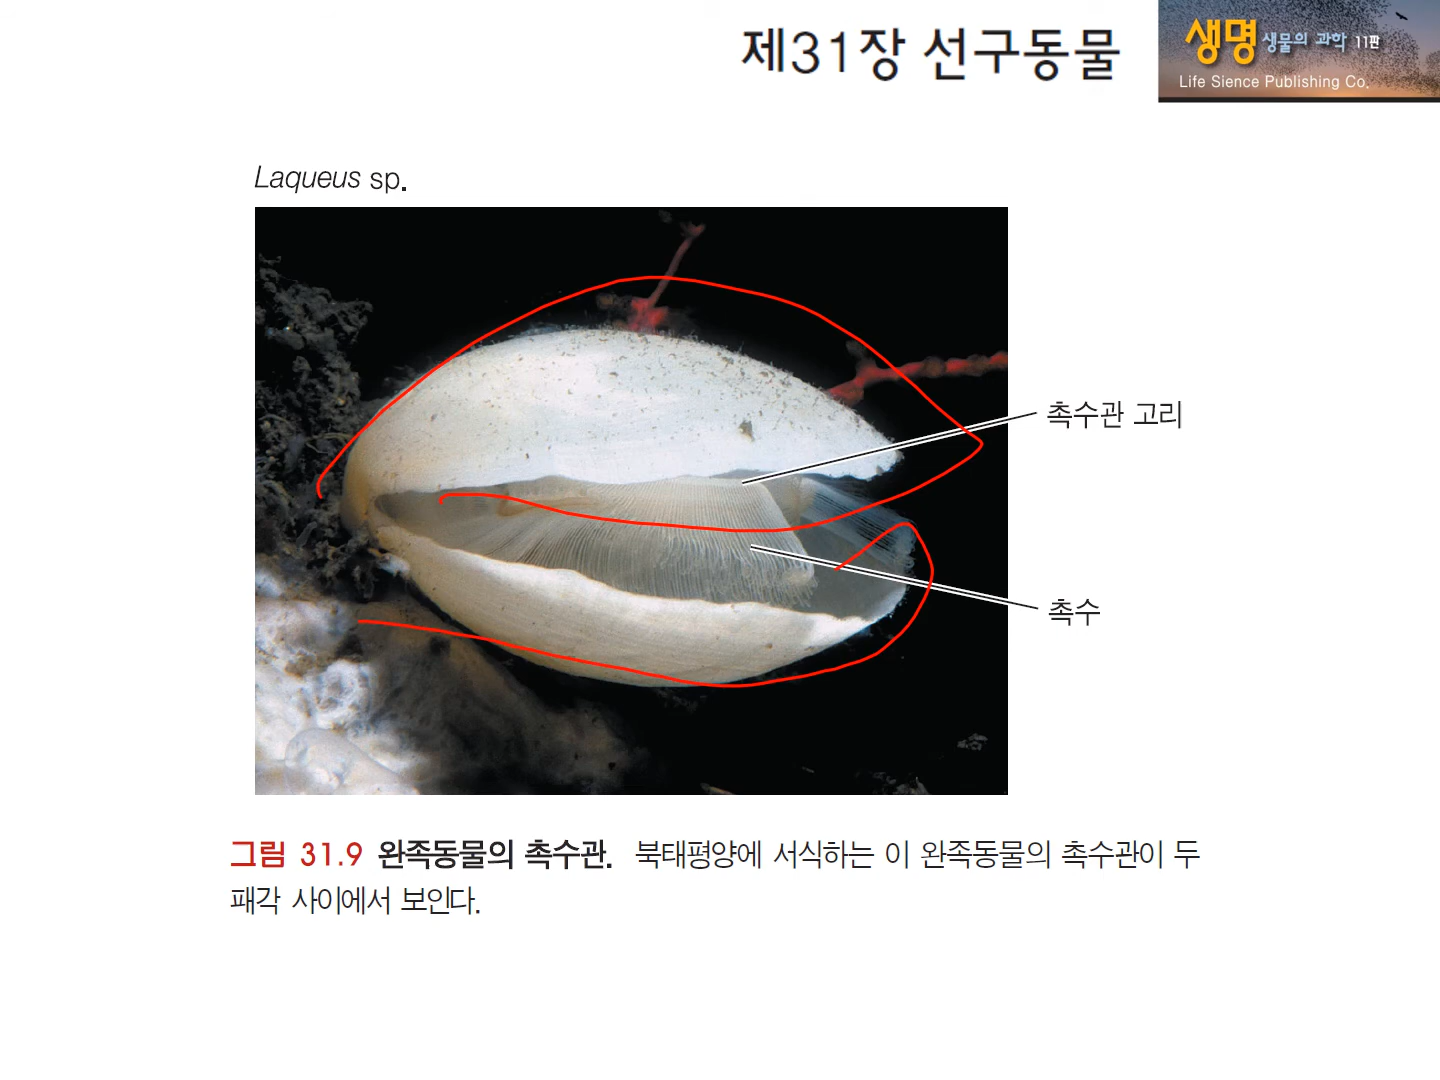 제31장 선구동물
생명 생물의 과학 11판
Life Sience Publishing Co.
Laqueus sp.
촉수관 고리
촉수
그림 31.9 완족동물의 촉수관. 북태평양에 서식하는 이 완족동물의 촉수관이 두
패각 사이에서 보인다.